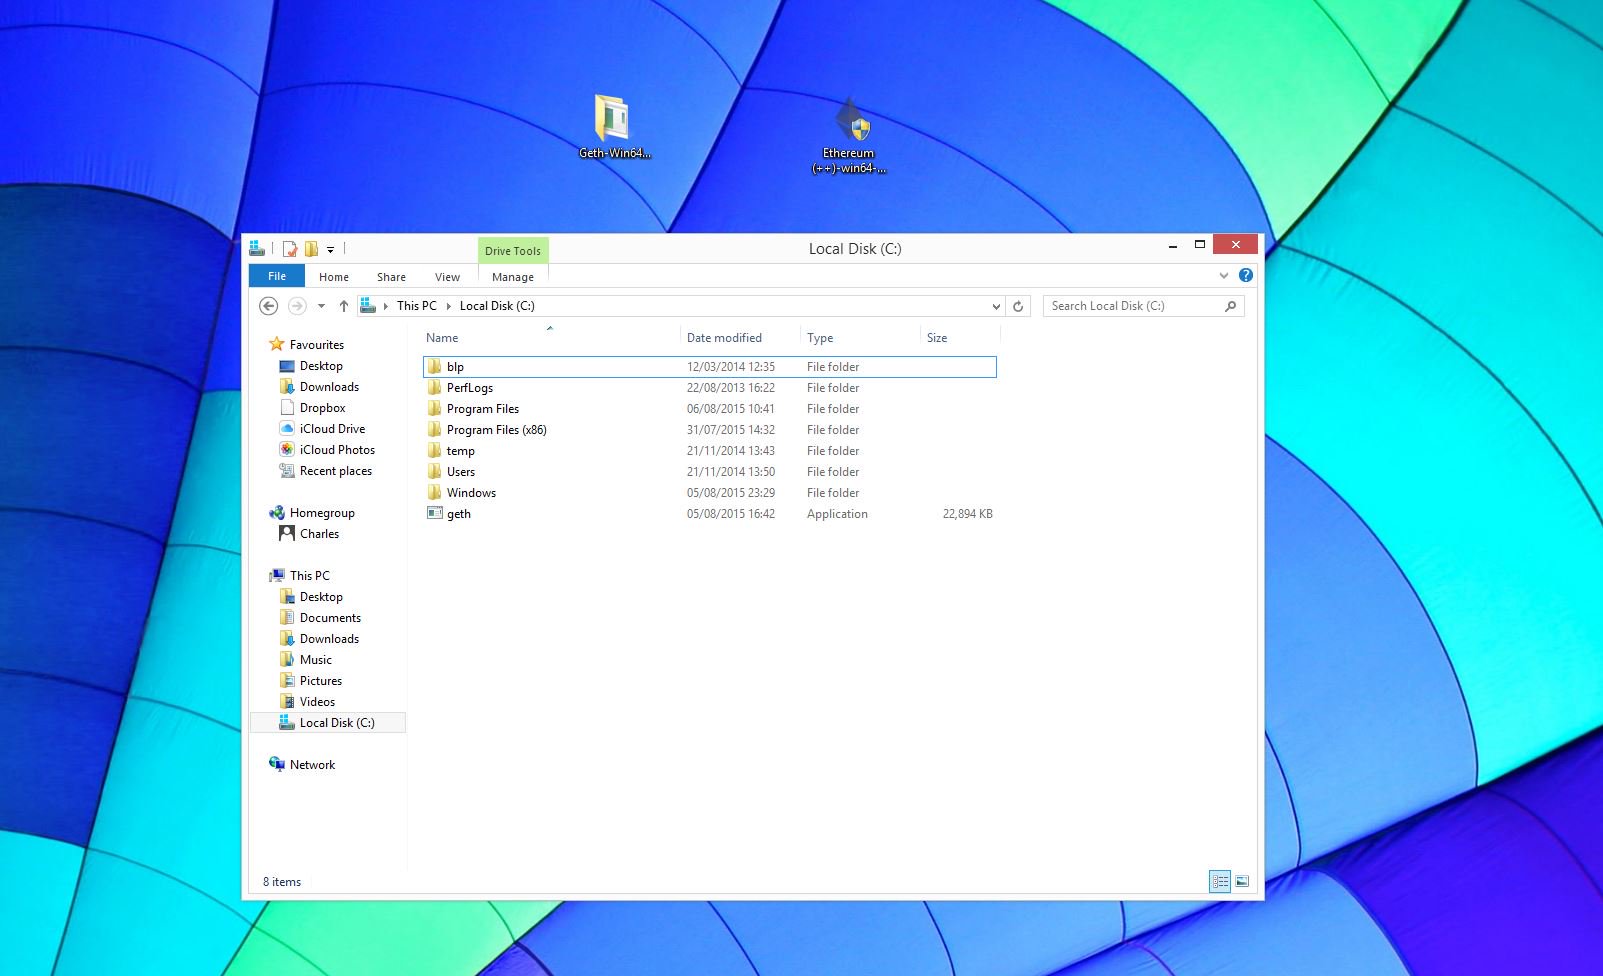 Geth-Win64...
Ethereum
(++)-win64-...
Drive Tools
Local Disk (C:)
File
Home
Share
View
Manage
This PC
Local Disk (C:)
Search Local Disk (C:)
Name
Date modified
Type
Size
Favourites
Desktop
Downloads
Dropbox
iCloud Drive
iCloud Photos
Recent places
Homegroup
Charles
This PC
Desktop
Documents
Downloads
Music
Pictures
Videos
Local Disk (C:)
Network
blp 12/03/2014 12:35 File folder
PerfLogs 22/08/2013 16:22 File folder
Program Files 06/08/2015 10:41 File folder
Program Files (x86) 31/07/2015 14:32 File folder
temp 21/11/2014 13:43 File folder
Users 21/11/2014 13:50 File folder
Windows 05/08/2015 23:29 File folder
geth 05/08/2015 16:42 Application 22,894 KB
8 items